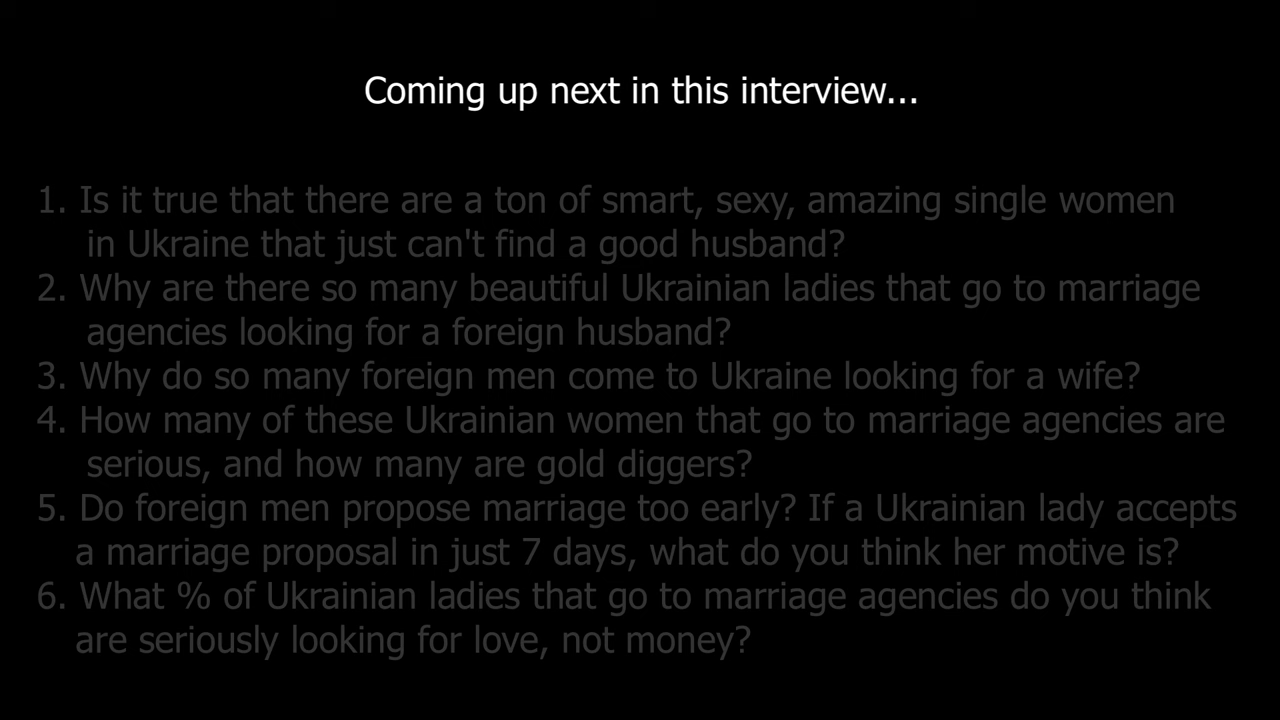 Coming up next in this interview...
1. Is it true that there are a ton of smart, sexy, amazing single women
in Ukraine that just can't find a good husband?
2. Why are there so many beautiful Ukrainian ladies that go to marriage
agencies looking for a foreign husband?
3. Why do so many foreign men come to Ukraine looking for a wife?
4. How many of these Ukrainian women that go to marriage agencies are
serious, and how many are gold diggers?
5. Do foreign men propose marriage too early? If a Ukrainian lady accepts
a marriage proposal in just 7 days, what do you think her motive is?
6. What % of Ukrainian ladies that go to marriage agencies do you think
are seriously looking for love, not money?